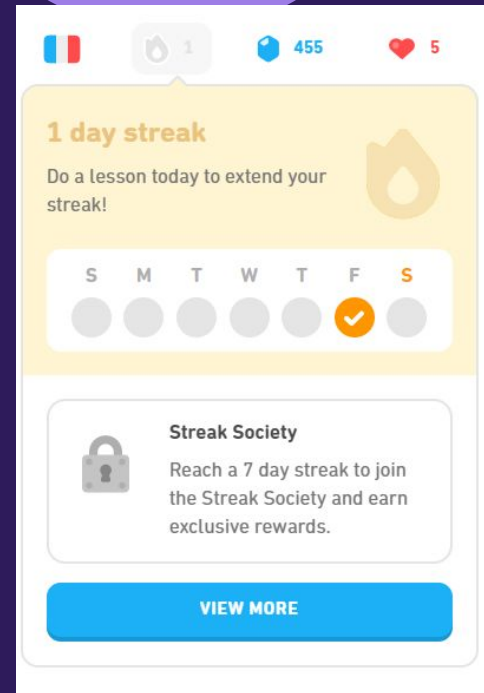 1 455 5
1 day streak
Do a lesson today to extend your
streak!
S M T W T F S
Streak Society
Reach a 7 day streak to join
the Streak Society and earn
exclusive rewards.
VIEW MORE